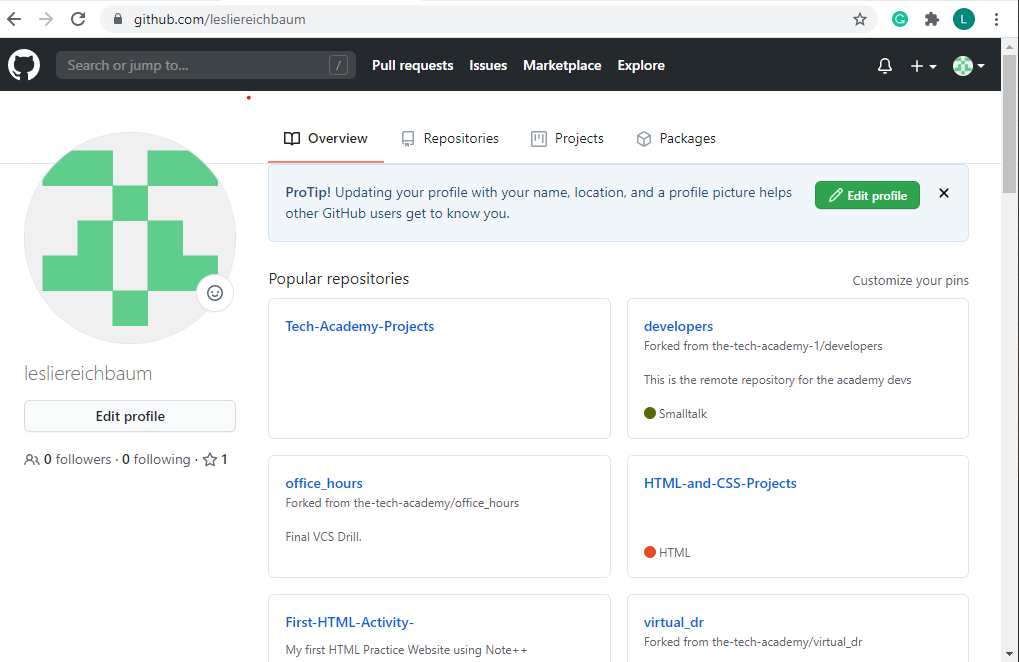 github.com/lesliereichbaum
L
Search or jump to...
/
Pull requests
Issues
Marketplace
Explore
Overview
Repositories
Projects
Packages
ProTip! Updating your profile with your name, location, and a profile picture helps
other GitHub users get to know you.
Edit profile
lesliereichbaum
Edit profile
0 followers · 0 following · 1
Popular repositories
Customize your pins
Tech-Academy-Projects
developers
Forked from the-tech-academy-1/developers
This is the remote repository for the academy devs
Smalltalk
office_hours
Forked from the-tech-academy/office_hours
Final VCS Drill.
HTML-and-CSS-Projects
HTML
First-HTML-Activity-
My first HTML Practice Website using Note++
virtual_dr
Forked from the-tech-academy/virtual_dr